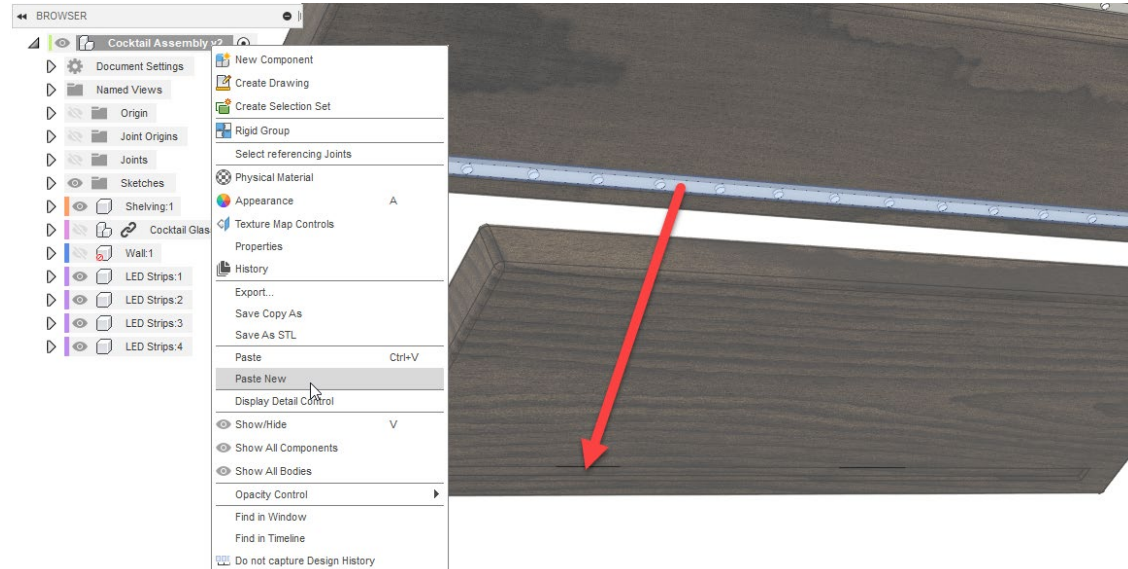 BROWSER
Cocktail Assembly v2
Document Settings
Named Views
Origin
Joint Origins
Joints
Sketches
Shelving:1
Cocktail Glas
Wall:1
LED Strips:1
LED Strips:2
LED Strips:3
LED Strips:4
New Component
Create Drawing
Create Selection Set
Rigid Group
Select referencing Joints
Physical Material
Appearance A
Texture Map Controls
Properties
History
Export...
Save Copy As
Save As STL
Paste Ctrl+V
Paste New
Display Detail Control
Show/Hide V
Show All Components
Show All Bodies
Opacity Control
Find in Window
Find in Timeline
Do not capture Design History